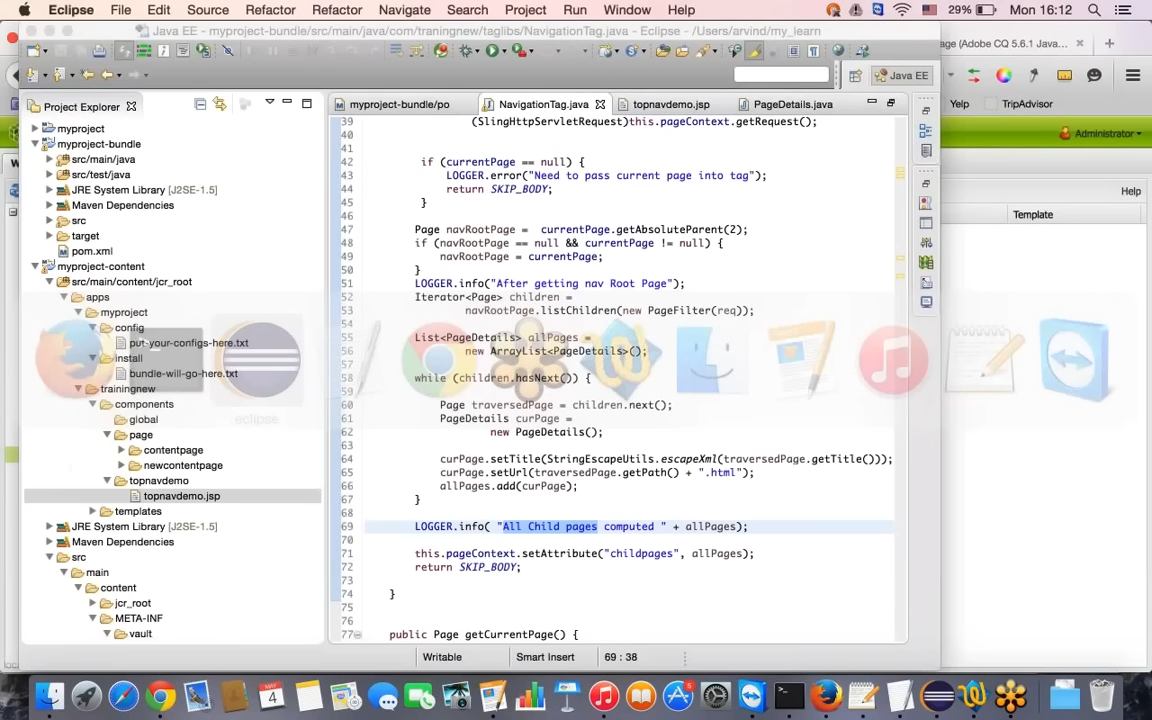 Eclipse File Edit Source Refactor Refactor Navigate Search Project Run Window Help 29% Mon 16:12
Java EE - myproject-bundle/src/main/java/com/traningnew/taglibs/NavigationTag.java - Eclipse - /Users/arvind/my_learn
age (Adobe CQ 5.6.1 Java...
Java EE
Yelp TripAdvisor
Project Explorer
myproject-bundle/po NavigationTag.java topnavdemo.jsp PageDetails.java
Administrator
Help
Template
myproject
myproject-bundle
src/main/java
src/test/java
JRE System Library [J2SE-1.5]
Maven Dependencies
src
target
pom.xml
myproject-content
src/main/content/jcr_root
apps
myproject
config
put-your-configs-here.txt
install
bundle-will-go-here.txt
trainingnew
components
global
page
contentpage
newcontentpage
topnavdemo
topnavdemo.jsp
templates
JRE System Library [J2SE-1.5]
Maven Dependencies
src
main
content
jcr_root
META-INF
vault
39 (SlingHttpServletRequest)this.pageContext.getRequest();
40
41
42 if (currentPage == null) {
43 LOGGER.error("Need to pass current page into tag");
44 return SKIP_BODY;
45 }
46
47 Page navRootPage = currentPage.getAbsoluteParent(2);
48 if (navRootPage == null && currentPage != null) {
49 navRootPage = currentPage;
50 }
51 LOGGER.info("After getting nav Root Page");
52 Iterator<Page> children =
53 navRootPage.listChildren(new PageFilter(req));
54
55 List<PageDetails> allPages =
56 new ArrayList<PageDetails>();
57
58 while (children.hasNext()) {
59
60 Page traversedPage = children.next();
61 PageDetails curPage =
62 new PageDetails();
63
64 curPage.setTitle(StringEscapeUtils.escapeXml(traversedPage.getTitle()));
65 curPage.setUrl(traversedPage.getPath() + ".html");
66 allPages.add(curPage);
67 }
68
69 LOGGER.info( "All Child pages computed " + allPages);
70
71 this.pageContext.setAttribute("childpages", allPages);
72 return SKIP_BODY;
73
74 }
75
76
77 public Page getCurrentPage() {
eclipse
Writable Smart Insert 69 : 38